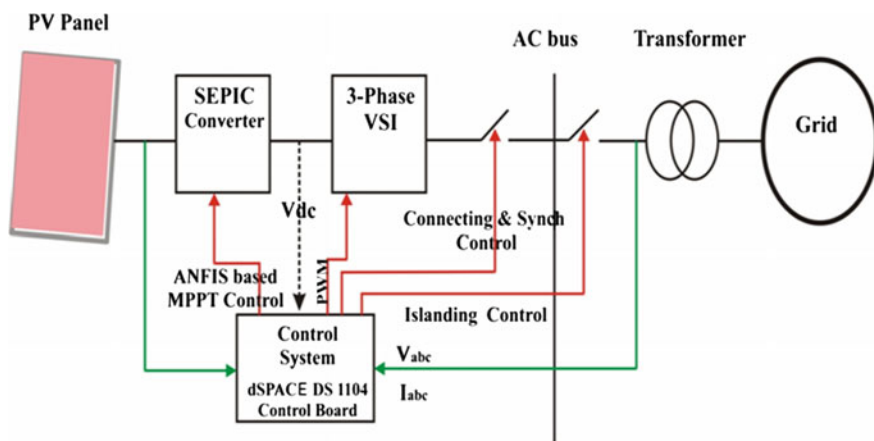 PV Panel
AC bus
Transformer
SEPIC
Converter
3-Phase
VSI
Grid
Vdc
Connecting & Synch
Control
ANFIS based
MPPT Control
PWM
Islanding Control
Control
System
dSPACE DS 1104
Control Board
Vabc
Iabc